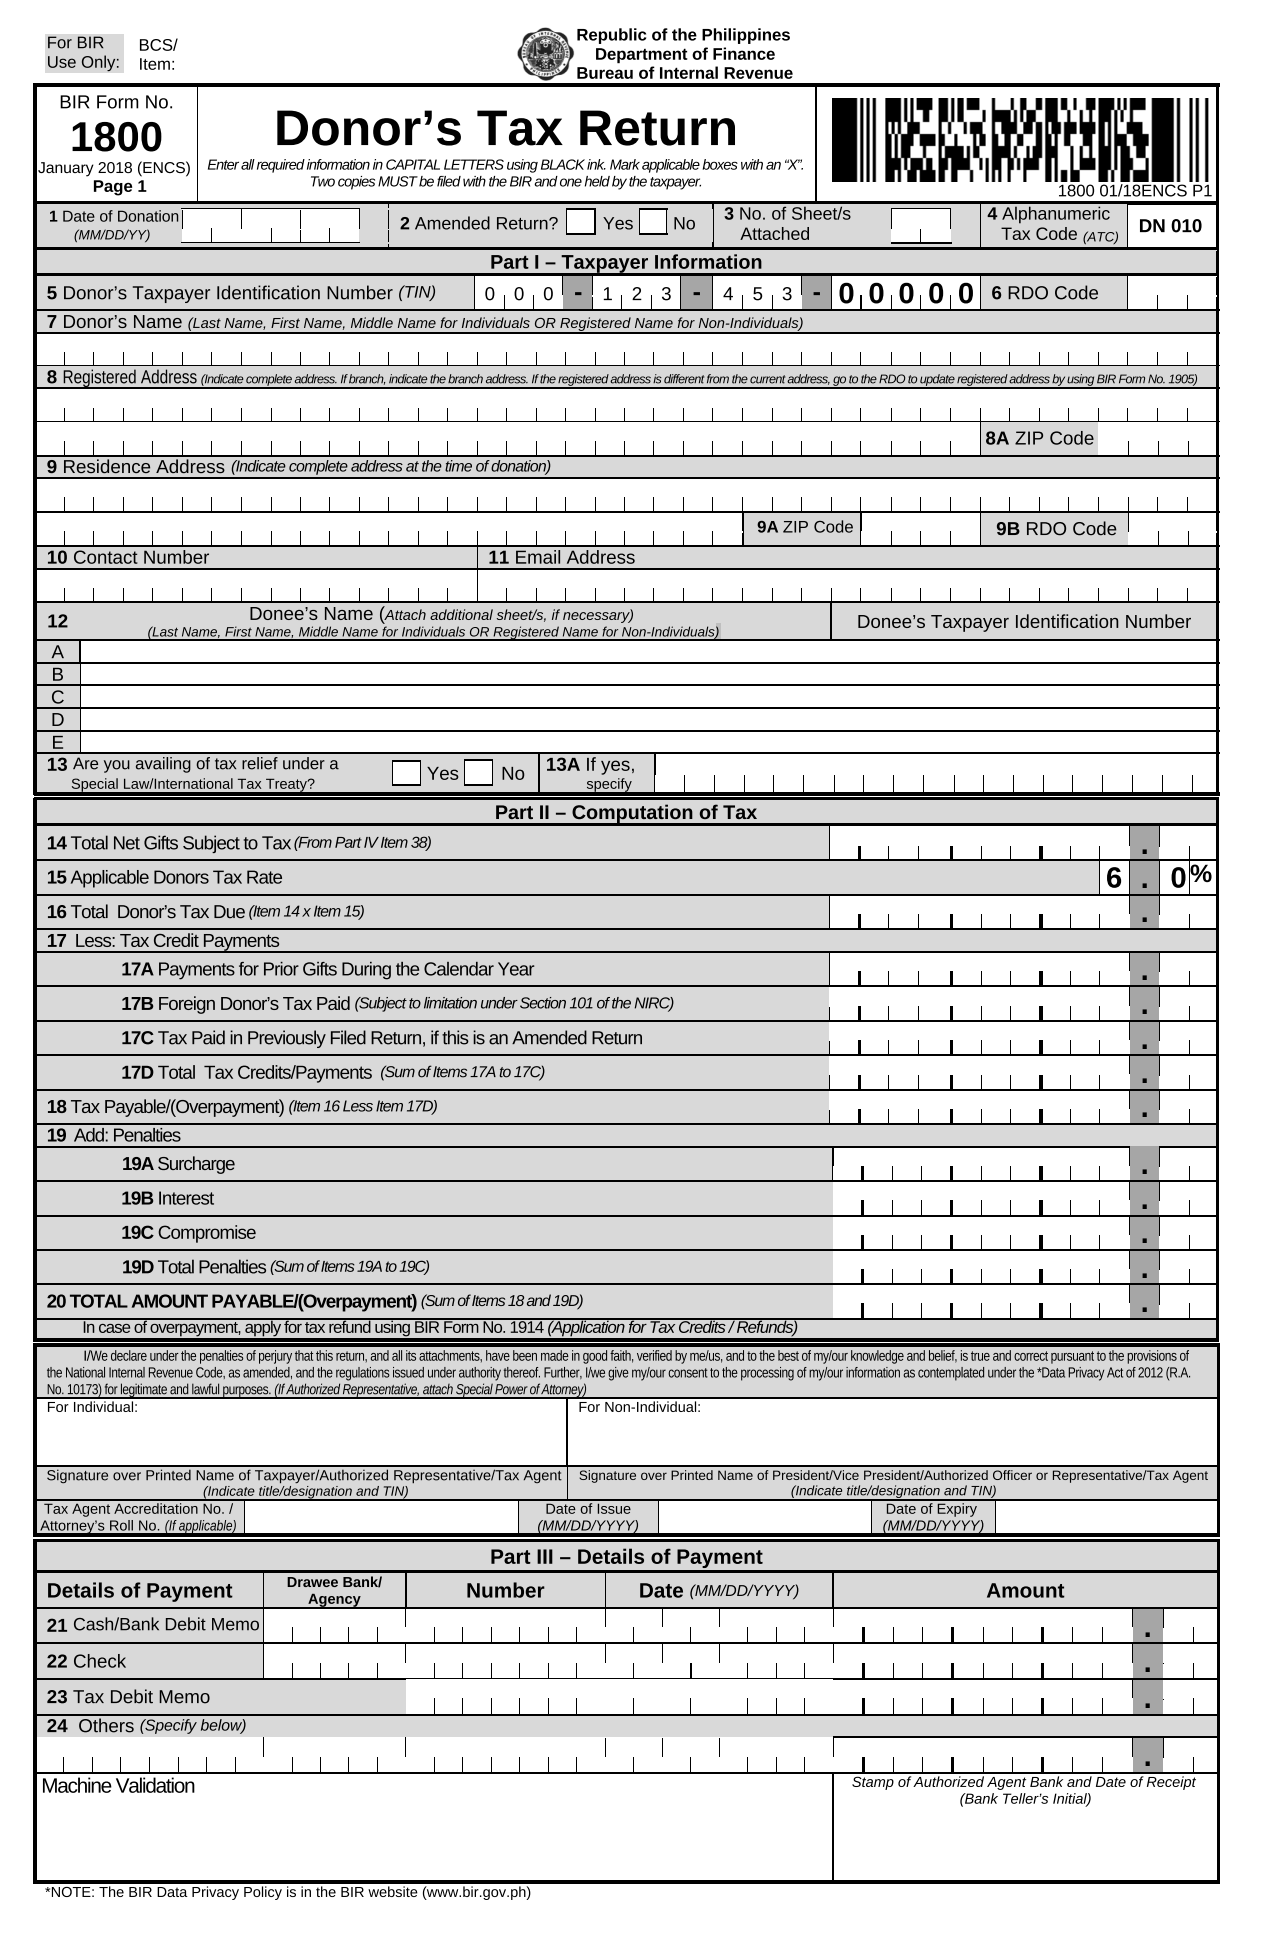 For BIR
Use Only:
BCS/
Item:
Republic of the Philippines
Department of Finance
Bureau of Internal Revenue
BIR Form No.
1800
January 2018 (ENCS)
Page 1
Donor’s Tax Return
Enter all required information in CAPITAL LETTERS using BLACK ink. Mark applicable boxes with an “X”.
Two copies MUST be filed with the BIR and one held by the taxpayer.
1800 01/18ENCS P1
1 Date of Donation
(MM/DD/YY)
2 Amended Return? Yes No
3 No. of Sheet/s
Attached
4 Alphanumeric
Tax Code (ATC)
DN 010
Part I – Taxpayer Information
5 Donor’s Taxpayer Identification Number (TIN) 0 0 0 - 1 2 3 - 4 5 3 - 0 0 0 0 0 6 RDO Code
7 Donor’s Name (Last Name, First Name, Middle Name for Individuals OR Registered Name for Non-Individuals)
8 Registered Address (Indicate complete address. If branch, indicate the branch address. If the registered address is different from the current address, go to the RDO to update registered address by using BIR Form No. 1905)
8A ZIP Code
9 Residence Address (Indicate complete address at the time of donation)
9A ZIP Code 9B RDO Code
10 Contact Number 11 Email Address
12 Donee’s Name (Attach additional sheet/s, if necessary)
(Last Name, First Name, Middle Name for Individuals OR Registered Name for Non-Individuals)
Donee’s Taxpayer Identification Number
A
B
C
D
E
13 Are you availing of tax relief under a
Special Law/International Tax Treaty?
Yes No
13A If yes,
specify
Part II – Computation of Tax
14 Total Net Gifts Subject to Tax (From Part IV Item 38) .
15 Applicable Donors Tax Rate 6 . 0 %
16 Total Donor’s Tax Due (Item 14 x Item 15) .
17 Less: Tax Credit Payments
17A Payments for Prior Gifts During the Calendar Year .
17B Foreign Donor’s Tax Paid (Subject to limitation under Section 101 of the NIRC) .
17C Tax Paid in Previously Filed Return, if this is an Amended Return .
17D Total Tax Credits/Payments (Sum of Items 17A to 17C) .
18 Tax Payable/(Overpayment) (Item 16 Less Item 17D) .
19 Add: Penalties
19A Surcharge .
19B Interest .
19C Compromise .
19D Total Penalties (Sum of Items 19A to 19C) .
20 TOTAL AMOUNT PAYABLE/(Overpayment) (Sum of Items 18 and 19D) .
In case of overpayment, apply for tax refund using BIR Form No. 1914 (Application for Tax Credits / Refunds)
I/We declare under the penalties of perjury that this return, and all its attachments, have been made in good faith, verified by me/us, and to the best of my/our knowledge and belief, is true and correct pursuant to the provisions of
the National Internal Revenue Code, as amended, and the regulations issued under authority thereof. Further, I/we give my/our consent to the processing of my/our information as contemplated under the *Data Privacy Act of 2012 (R.A.
No. 10173) for legitimate and lawful purposes. (If Authorized Representative, attach Special Power of Attorney)
For Individual: For Non-Individual:
Signature over Printed Name of Taxpayer/Authorized Representative/Tax Agent
(Indicate title/designation and TIN)
Signature over Printed Name of President/Vice President/Authorized Officer or Representative/Tax Agent
(Indicate title/designation and TIN)
Tax Agent Accreditation No. /
Attorney’s Roll No. (If applicable)
Date of Issue
(MM/DD/YYYY)
Date of Expiry
(MM/DD/YYYY)
Part III – Details of Payment
Details of Payment
Drawee Bank/
Agency
Number Date (MM/DD/YYYY) Amount
21 Cash/Bank Debit Memo .
22 Check .
23 Tax Debit Memo .
24 Others (Specify below)
.
Machine Validation
Stamp of Authorized Agent Bank and Date of Receipt
(Bank Teller’s Initial)
*NOTE: The BIR Data Privacy Policy is in the BIR website (www.bir.gov.ph)